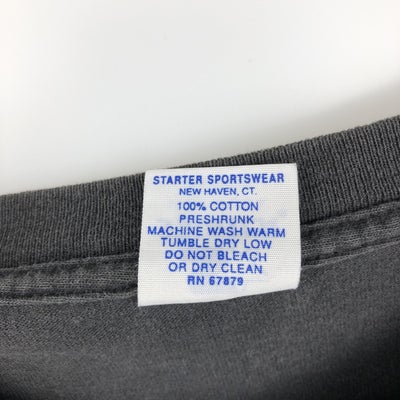 STARTER SPORTSWEAR
NEW HAVEN, CT.
100% COTTON
PRESHRUNK
MACHINE WASH WARM
TUMBLE DRY LOW
DO NOT BLEACH
OR DRY CLEAN
RN 67879